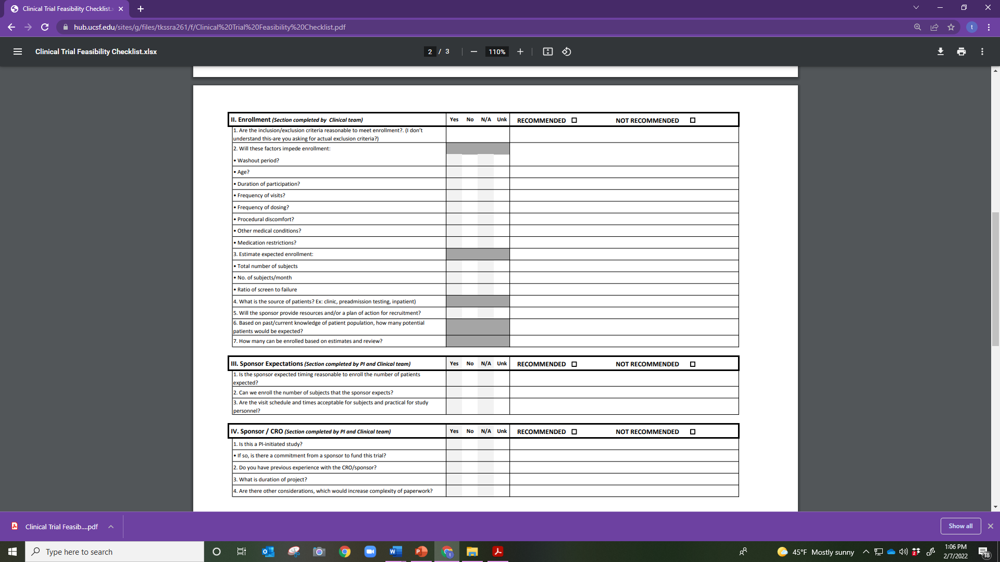 Clinical Trial Feasibility Checklist.
hub.ucsf.edu/sites/g/files/tkssra261/f/Clinical%20Trial%20Feasibility%20Checklist.pdf
t
Clinical Trial Feasibility Checklist.xlsx
2 / 3
110%
II. Enrollment (Section completed by Clinical team) Yes No N/A Unk RECOMMENDED NOT RECOMMENDED
1. Are the inclusion/exclusion criteria reasonable to meet enrollment?. (I don't
understand this-are you asking for actual exclusion criteria?)
2. Will these factors impede enrollment:
• Washout period?
• Age?
• Duration of participation?
• Frequency of visits?
• Frequency of dosing?
• Procedural discomfort?
• Other medical conditions?
• Medication restrictions?
3. Estimate expected enrollment:
• Total number of subjects
• No. of subjects/month
• Ratio of screen to failure
4. What is the source of patients? Ex: clinic, preadmission testing, inpatient)
5. Will the sponsor provide resources and/or a plan of action for recruitment?
6. Based on past/current knowledge of patient population, how many potential
patients would be expected?
7. How many can be enrolled based on estimates and review?
III. Sponsor Expectations (Section completed by PI and Clinical team) Yes No N/A Unk RECOMMENDED NOT RECOMMENDED
1. Is the sponsor expected timing reasonable to enroll the number of patients
expected?
2. Can we enroll the number of subjects that the sponsor expects?
3. Are the visit schedule and times acceptable for subjects and practical for study
personnel?
IV. Sponsor / CRO (Section completed by PI and Clinical team) Yes No N/A Unk RECOMMENDED NOT RECOMMENDED
1. Is this a PI-initiated study?
• If so, is there a commitment from a sponsor to fund this trial?
2. Do you have previous experience with the CRO/sponsor?
3. What is duration of project?
4. Are there other considerations, which would increase complexity of paperwork?
Clinical Trial Feasib....pdf
Show all
Type here to search
45°F Mostly sunny
1:06 PM
2/7/2022
18